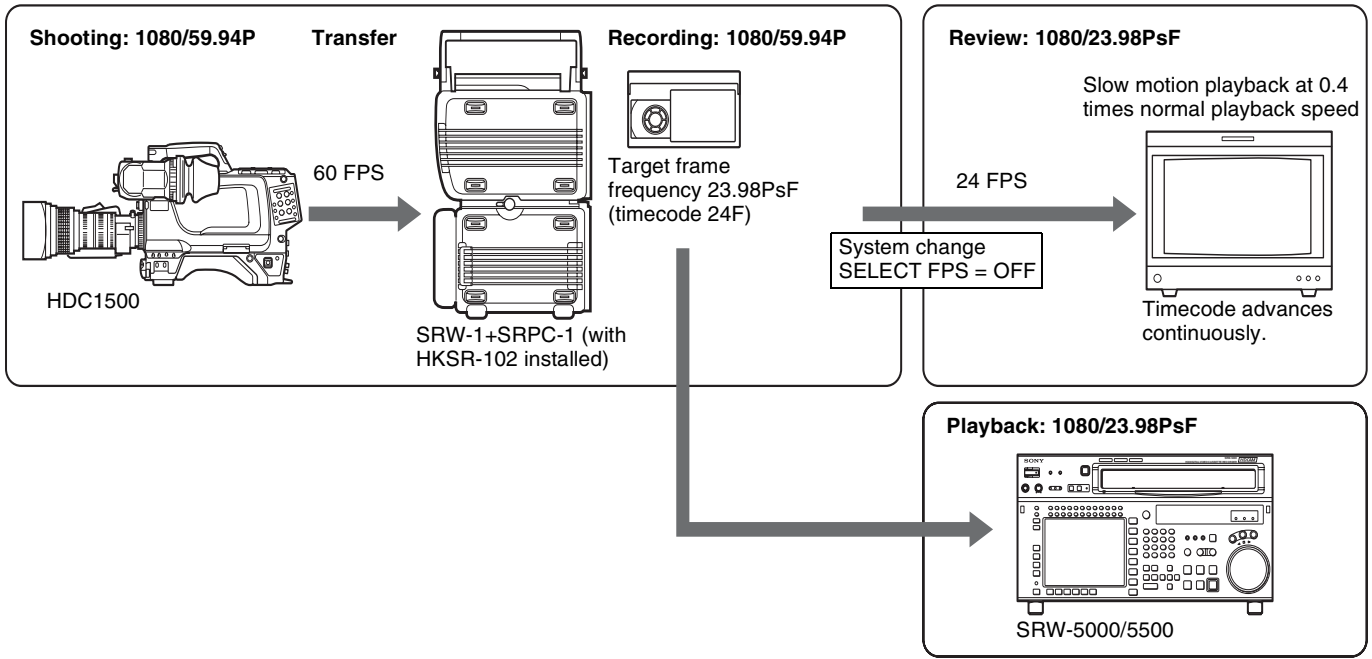 Shooting: 1080/59.94P
Transfer
Recording: 1080/59.94P
60 FPS
HDC1500
SRW-1+SRPC-1 (with
HKSR-102 installed)
Target frame
frequency 23.98PsF
(timecode 24F)
System change
SELECT FPS = OFF
Review: 1080/23.98PsF
Slow motion playback at 0.4
times normal playback speed
24 FPS
Timecode advances
continuously.
Playback: 1080/23.98PsF
SONY
SRW-5000/5500